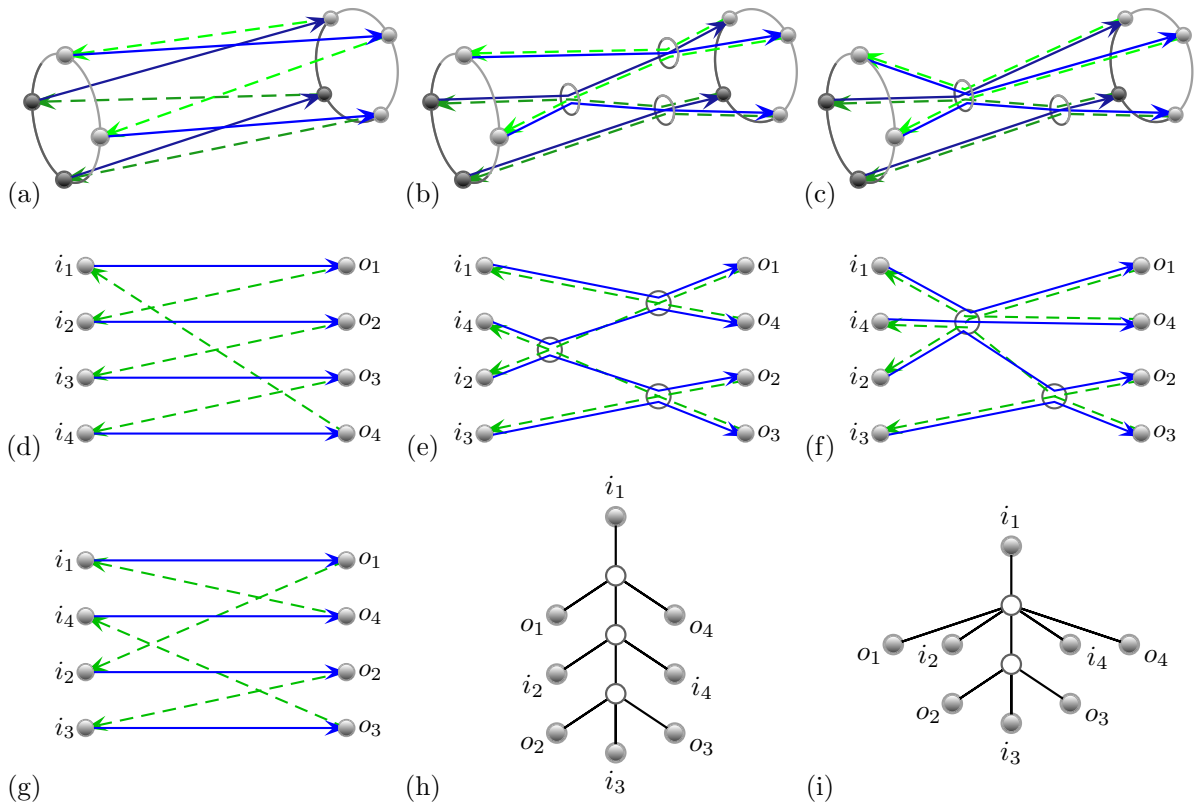 (a)
(b)
(c)
i₁ o₁
i₂ o₂
i₃ o₃
i₄ o₄
(d)
i₁ o₁
i₄ o₄
i₂ o₂
i₃ o₃
(e)
i₁ o₁
i₄ o₄
i₂ o₂
i₃ o₃
(f)
i₁ o₁
i₄ o₄
i₂ o₂
i₃ o₃
(g)
i₁
o₁ o₄
i₂ i₄
o₂ o₃
i₃
(h)
i₁
o₁ i₂ i₄ o₄
o₂ o₃
i₃
(i)